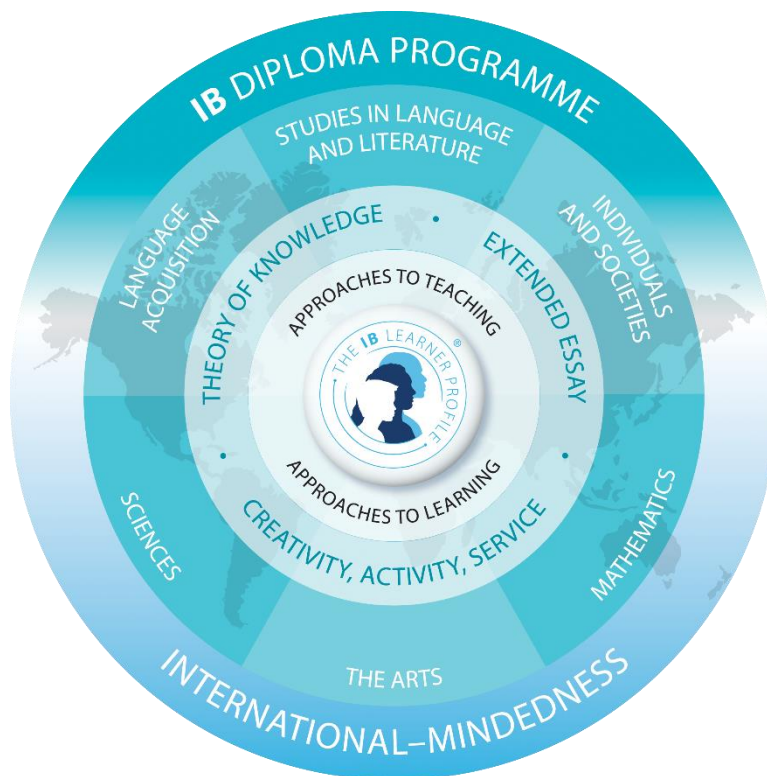 IB DIPLOMA PROGRAMME
STUDIES IN LANGUAGE
AND LITERATURE
LANGUAGE
ACQUISITION
INDIVIDUALS
AND SOCIETIES
THEORY OF KNOWLEDGE
•
EXTENDED ESSAY
APPROACHES TO TEACHING
THE IB LEARNER PROFILE
®
APPROACHES TO LEARNING
•
•
CREATIVITY, ACTIVITY, SERVICE
SCIENCES
MATHEMATICS
THE ARTS
INTERNATIONAL–MINDEDNESS